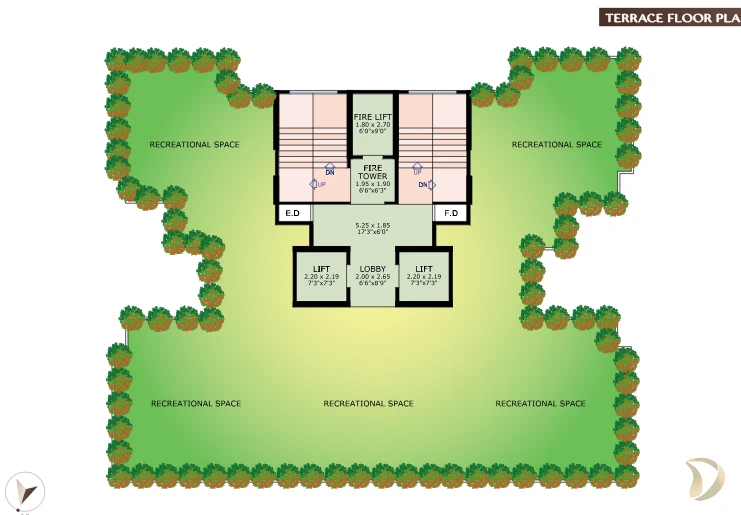 TERRACE FLOOR PLA
FIRE LIFT
1.80 x 2.70
6'0"x9'0"
RECREATIONAL SPACE
RECREATIONAL SPACE
FIRE
TOWER
1.95 x 1.90
6'6"x6'3"
DN
UP
UP
DN
E.D
F.D
5.25 x 1.85
17'3"x6'0"
LIFT
2.20 x 2.19
7'3"x7'3"
LOBBY
2.00 x 2.65
6'6"x8'9"
LIFT
2.20 x 2.19
7'3"x7'3"
RECREATIONAL SPACE
RECREATIONAL SPACE
RECREATIONAL SPACE